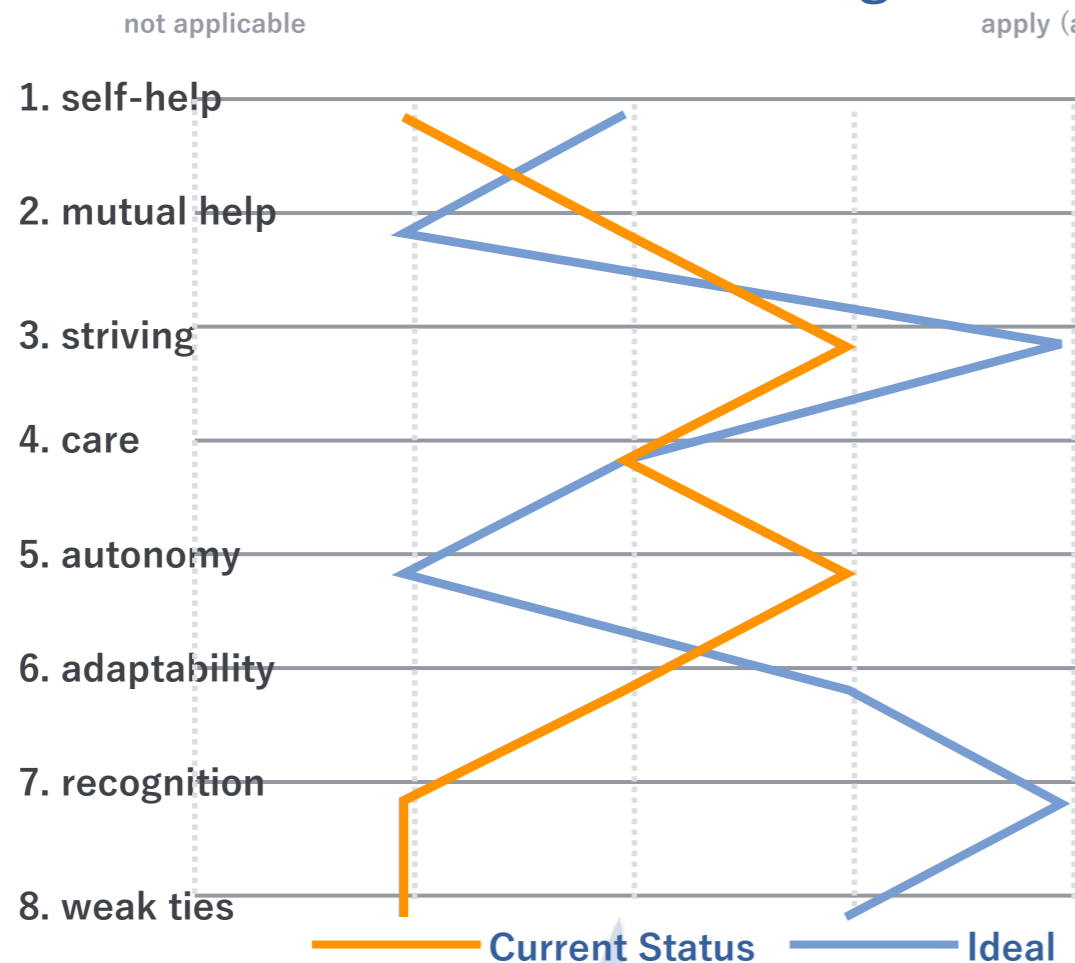 not applicable
apply
1. self-help
2. mutual help
3. striving
4. care
5. autonomy
6. adaptability
7. recognition
8. weak ties
Current Status
Ideal